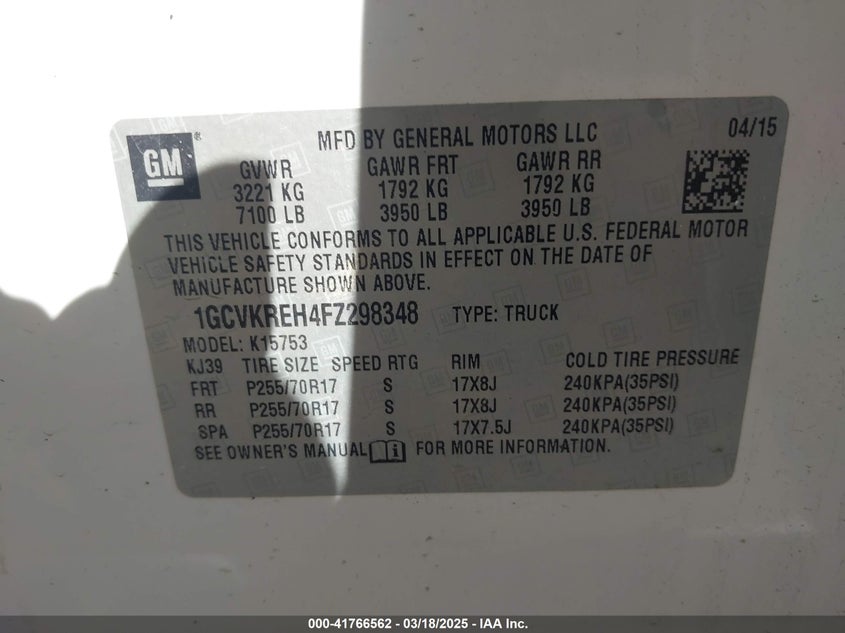 GM ® MFD BY GENERAL MOTORS LLC 04/15
GVWR GAWR FRT GAWR RR
3221 KG 1792 KG 1792 KG
7100 LB 3950 LB 3950 LB
THIS VEHICLE CONFORMS TO ALL APPLICABLE U.S. FEDERAL MOTOR
VEHICLE SAFETY STANDARDS IN EFFECT ON THE DATE OF
MANUFACTURE SHOWN ABOVE.
1GCVKREH4FZ298348 TYPE: TRUCK
MODEL: K15753
KJ39 TIRE SIZE SPEED RTG RIM COLD TIRE PRESSURE
FRT P255/70R17 S 17X8J 240KPA(35PSI)
RR P255/70R17 S 17X8J 240KPA(35PSI)
SPA P255/70R17 S 17X7.5J 240KPA(35PSI)
SEE OWNER'S MANUAL FOR MORE INFORMATION.
000-41766562 / 03/18/2025 - IAA Inc.